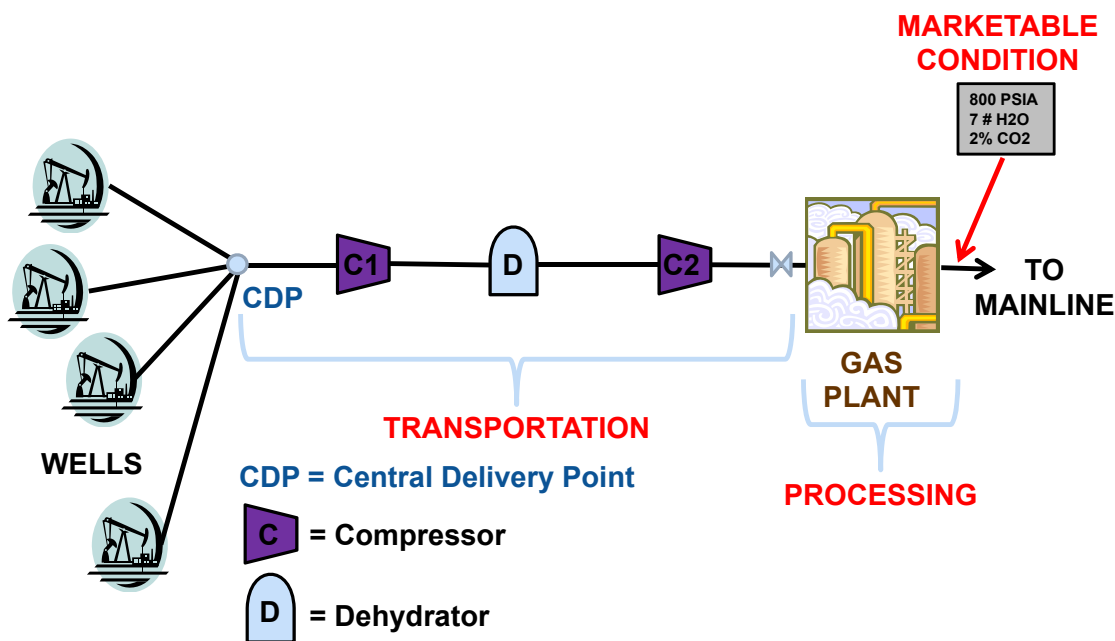 MARKETABLE
CONDITION
800 PSIA
7 # H2O
2% CO2
C1
D
C2
CDP
TO
MAINLINE
GAS
PLANT
TRANSPORTATION
WELLS
CDP = Central Delivery Point
PROCESSING
C = Compressor
D = Dehydrator